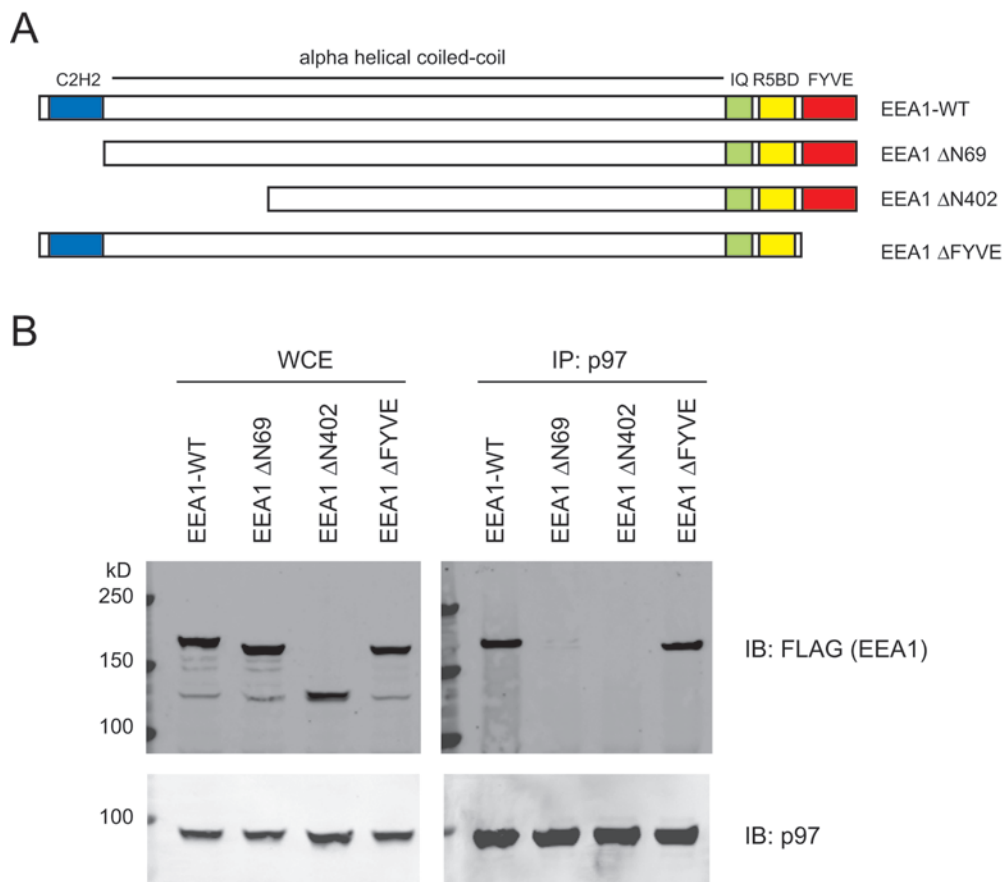 A
alpha helical coiled-coil
C2H2 IQ R5BD FYVE
EEA1-WT
EEA1 ΔN69
EEA1 ΔN402
EEA1 ΔFYVE
B
WCE IP: p97
EEA1-WT EEA1 ΔN69 EEA1 ΔN402 EEA1 ΔFYVE EEA1-WT EEA1 ΔN69 EEA1 ΔN402 EEA1 ΔFYVE
kD
250
150
100
IB: FLAG (EEA1)
100
IB: p97